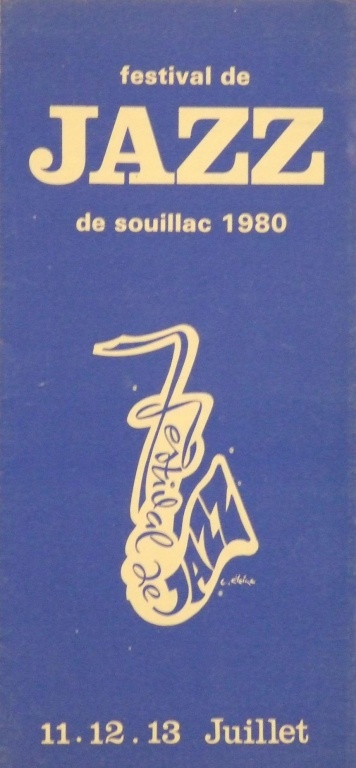 festival de
JAZZ
de souillac 1980
festival de
JAZZ
11.12.13 Juillet